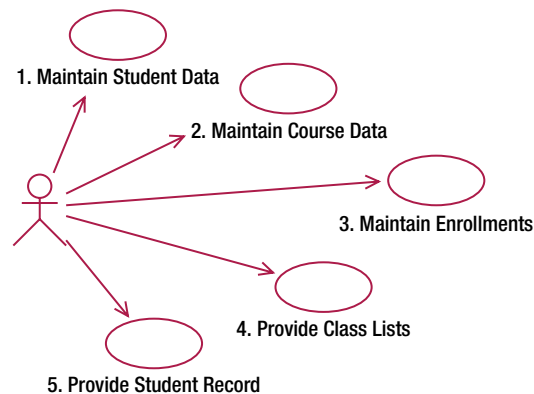 1. Maintain Student Data
2. Maintain Course Data
3. Maintain Enrollments
4. Provide Class Lists
5. Provide Student Record